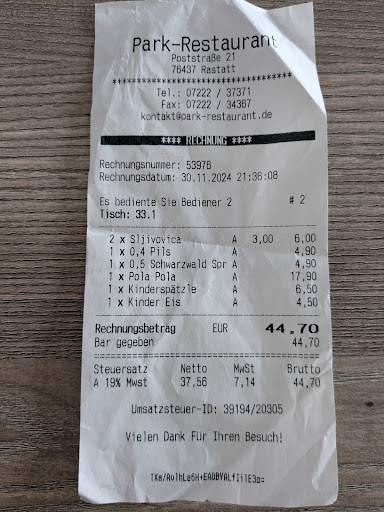 Park-Restaurant
Poststraße 21
76437 Rastatt
****************************************
Tel.: 07222 / 37371
Fax: 07222 / 34367
kontakt@park-restaurant.de
**** RECHNUNG ****
Rechnungsnummer: 53976
Rechnungsdatum: 30.11.2024 21:36:08
Es bediente Sie Bediener 2 # 2
Tisch: 33.1
2 x Sljivovica A 3,00 6,00
1 x 0,4 Pils A 4,90
1 x 0,5 Schwarzwald Spr A 4,90
1 x Pola Pola A 17,90
1 x Kinderspätzle A 6,50
1 x Kinder Eis A 4,50
Rechnungsbetrag EUR 44,70
Bar gegeben 44,70
Steuersatz Netto MwSt Brutto
A 19% Mwst 37,56 7,14 44,70
Umsatzsteuer-ID: 39194/20305
Vielen Dank Für Ihren Besuch!